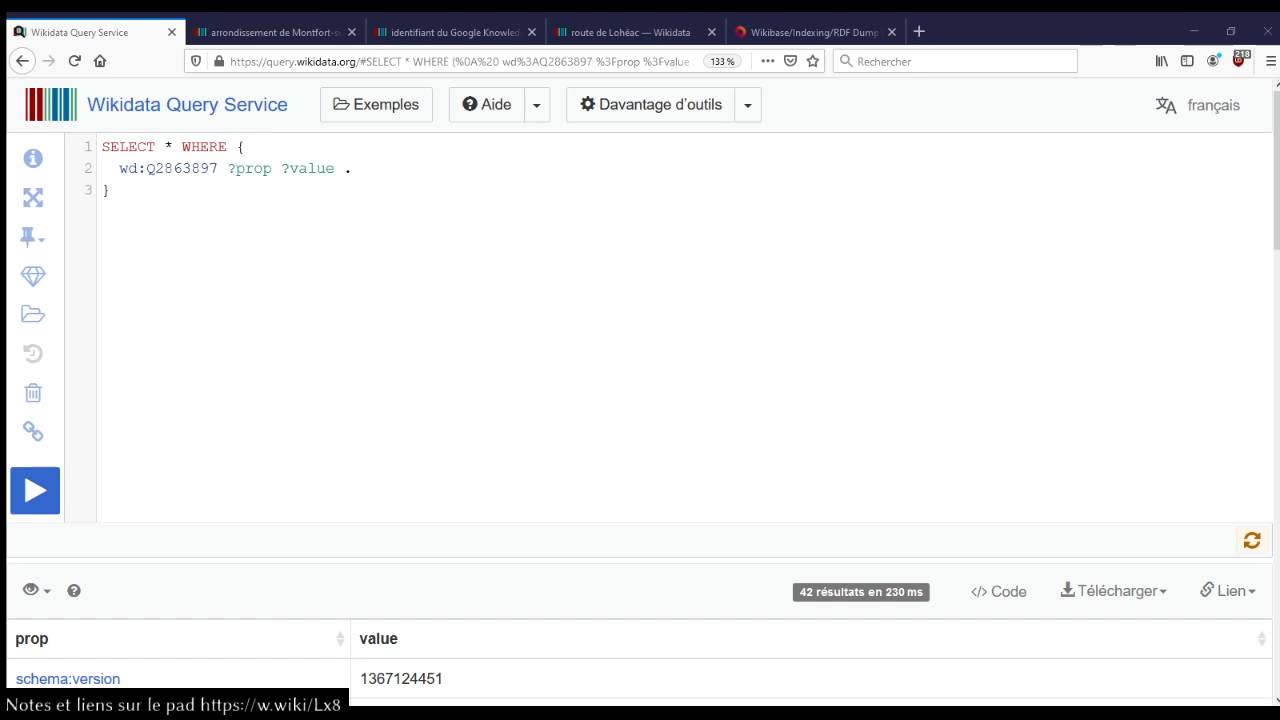 Wikidata Query Service
arrondissement de Montfort-s
identifiant du Google Knowled
route de Lohéac — Wikidata
Wikibase/Indexing/RDF Dump
https://query.wikidata.org/#SELECT * WHERE {%0A%20 wd%3AQ2863897 %3Fprop %3Fvalue
133 %
Rechercher
218
Wikidata Query Service
Exemples
Aide
Davantage d'outils
français
1 SELECT * WHERE {
2 wd:Q2863897 ?prop ?value .
3 }
42 résultats en 230 ms
</> Code
Télécharger
Lien
prop value
schema:version 1367124451
Notes et liens sur le pad https://w.wiki/Lx8